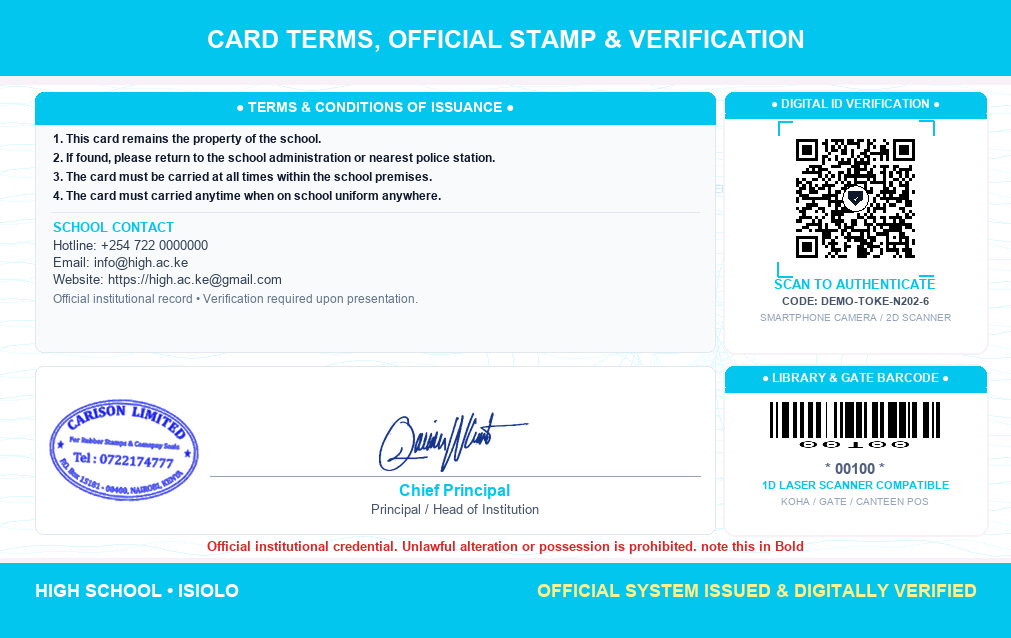 CARD TERMS, OFFICIAL STAMP & VERIFICATION
● TERMS & CONDITIONS OF ISSUANCE ●
1. This card remains the property of the school.
2. If found, please return to the school administration or nearest police station.
3. The card must be carried at all times within the school premises.
4. The card must carried anytime when on school uniform anywhere.
SCHOOL CONTACT
Hotline: +254 722 0000000
Email: info@high.ac.ke
Website: https://high.ac.ke@gmail.com
Official institutional record • Verification required upon presentation.
● DIGITAL ID VERIFICATION ●
SCAN TO AUTHENTICATE
CODE: DEMO-TOKE-N202-6
SMARTPHONE CAMERA / 2D SCANNER
CARISON LIMITED
For Rubber Stamps & Company Seals
Tel : 0722174777
P.O. Box 15181 - 00400, NAIROBI, KENYA
Chief Principal
Principal / Head of Institution
● LIBRARY & GATE BARCODE ●
00100
* 00100 *
1D LASER SCANNER COMPATIBLE
KOHA / GATE / CANTEEN POS
Official institutional credential. Unlawful alteration or possession is prohibited. note this in Bold
HIGH SCHOOL • ISIOLO
OFFICIAL SYSTEM ISSUED & DIGITALLY VERIFIED